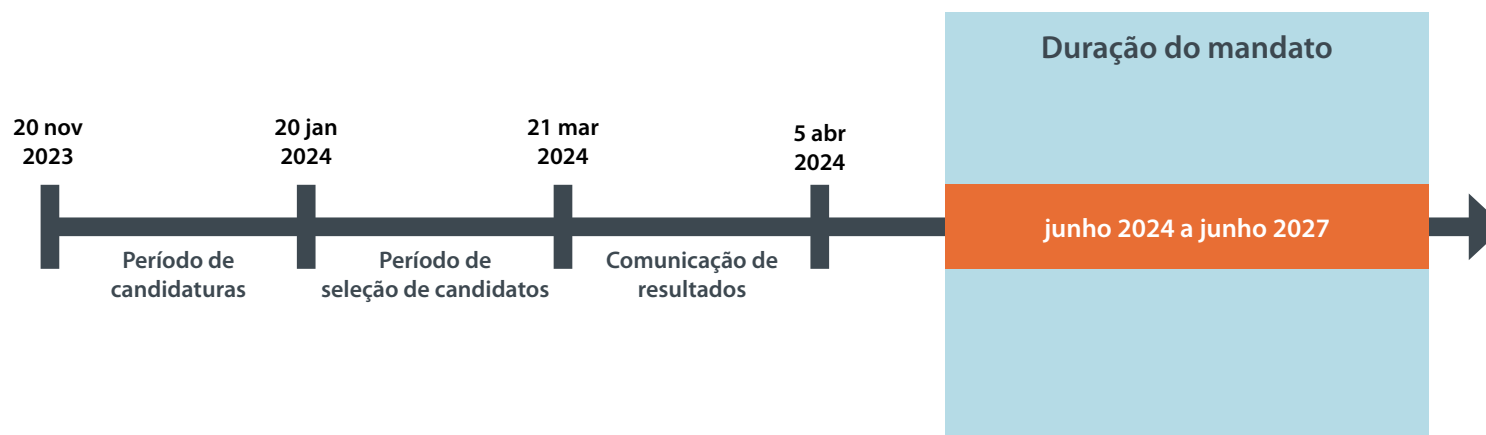 Duração do mandato
20 nov
2023
20 jan
2024
21 mar
2024
5 abr
2024
junho 2024 a junho 2027
Período de
candidaturas
Período de
seleção de candidatos
Comunicação de
resultados